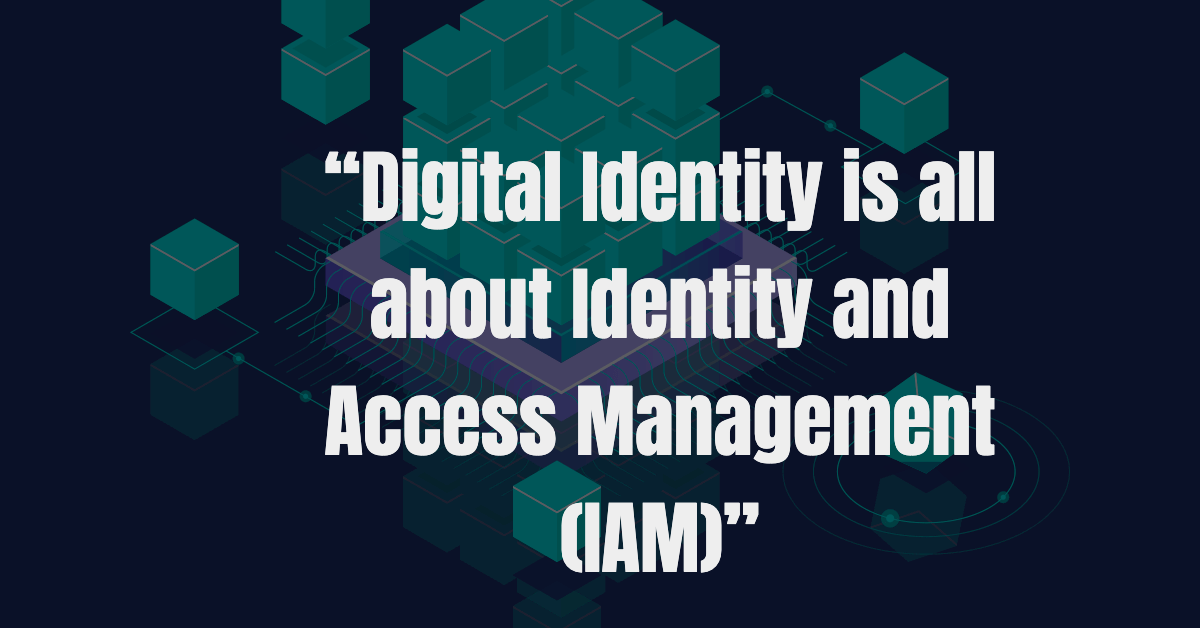 “Digital Identity is all
about Identity and
Access Management
(IAM)”